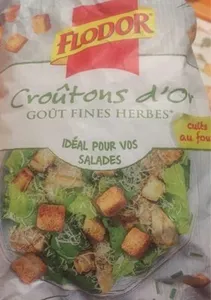 FLODOR
Croûtons d'Or
GOÛT FINES HERBES*
cuits
au four
IDÉAL POUR VOS
SALADES